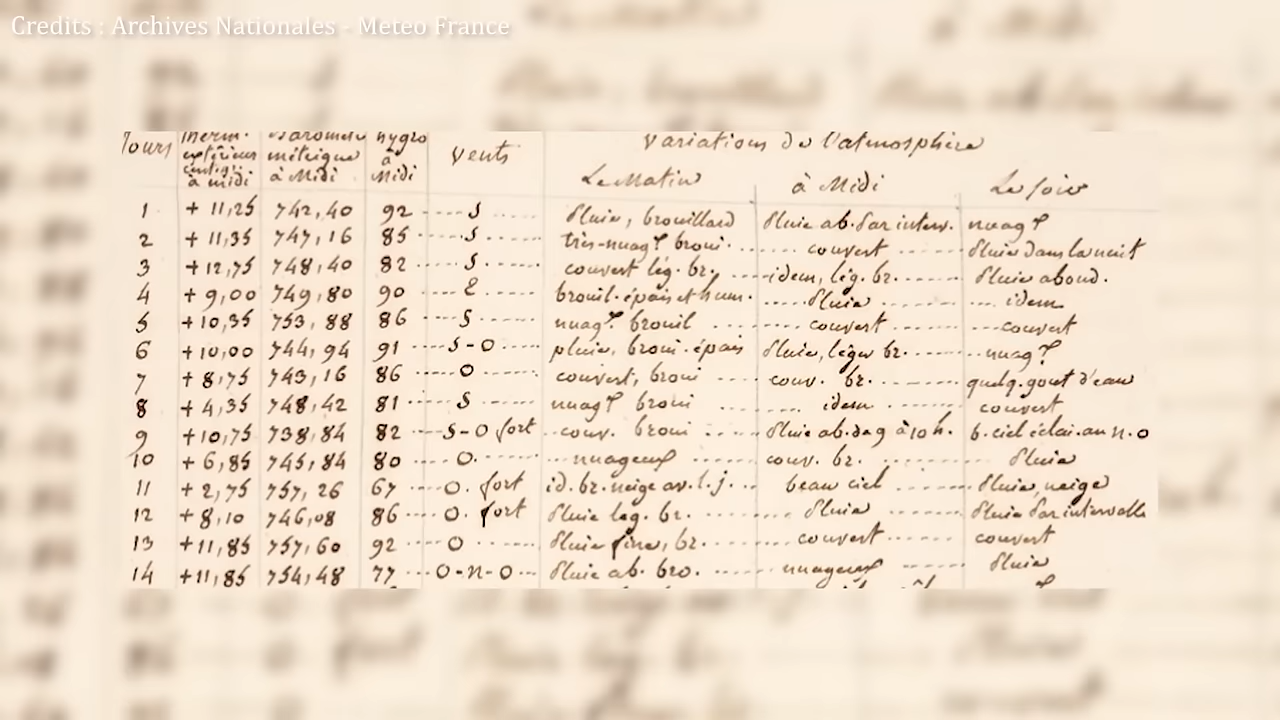 Credits : Archives Nationales - Meteo France
Jours Therm. extérieur centig. à midi Baromètre métrique à Midi hygro à Midi Vents Variations de l'atmosphère
Le Matin à Midi Le soir
1 + 11,25 742,40 92 S pluie, brouillard pluie ab. par interv. nuag.x
2 + 11,35 747,16 85 S très-nuag.x broui. couvert pluie dans la nuit
3 + 12,75 748,40 82 S couvert lég. br. idem, lég. br. pluie abond.
4 + 9,00 749,80 90 E brouil. épais et hum. pluie idem
5 + 10,35 753,88 86 S nuag.x brouil couvert couvert
6 + 10,00 744,94 91 S-O pluie, broui. épais pluie, léger br. nuag.x
7 + 8,75 743,16 86 O couvert, broui couv. br. quelq. gout d'eau
8 + 4,35 748,42 81 S nuag.x broui idem couvert
9 + 10,75 738,84 82 S-O fort couv. broui pluie ab. de 9 à 10 h. b. ciel éclai. au N.O
10 + 6,85 745,84 80 O. nuageux couv. br. pluie
11 + 2,75 757,26 67 O. fort id. br. neige av. l. j. beau ciel pluie, neige
12 + 8,10 746,08 86 O. fort pluie leg. br. pluie pluie par intervalle
13 + 11,85 757,60 92 O pluie fine, br. couvert couvert
14 + 11,85 754,48 77 O-N-O pluie ab. bro. nuageux pluie